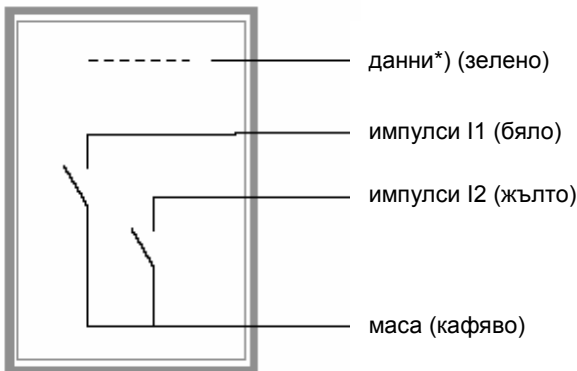 данни*) (зелено)
импулси I1 (бяло)
импулси I2 (жълто)
маса (кафяво)